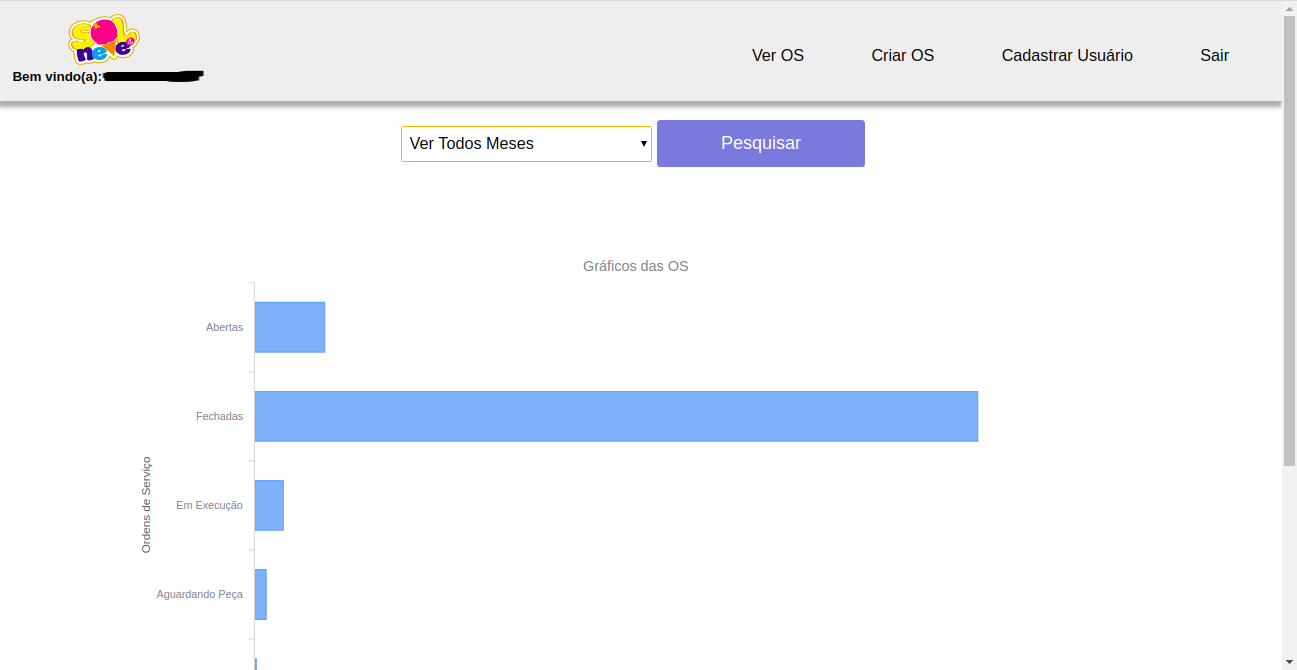 SOL
neve
Bem vindo(a):
Ver OS
Criar OS
Cadastrar Usuário
Sair
Ver Todos Meses
Pesquisar
Gráficos das OS
Abertas
Fechadas
Em Execução
Aguardando Peça
Ordens de Serviço